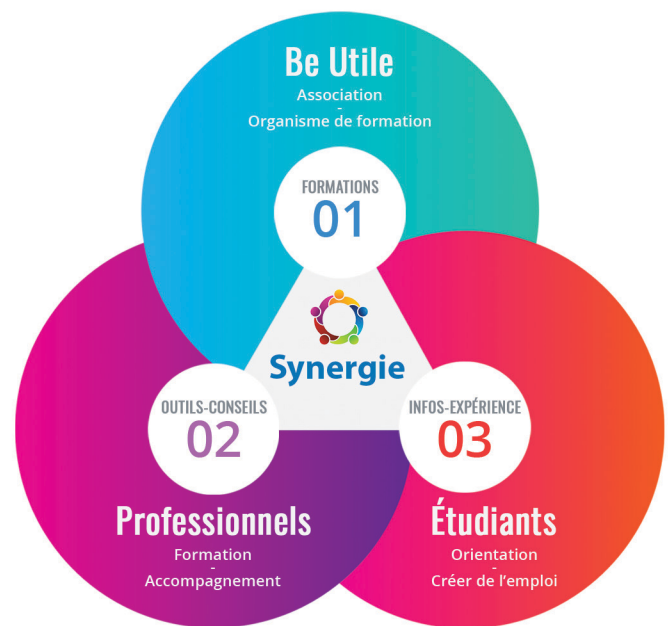 Be Utile
Association
-
Organisme de formation
FORMATIONS
01
Synergie
OUTILS-CONSEILS
02
Professionnels
Formation
-
Accompagnement
INFOS-EXPÉRIENCE
03
Étudiants
Orientation
-
Créer de l'emploi